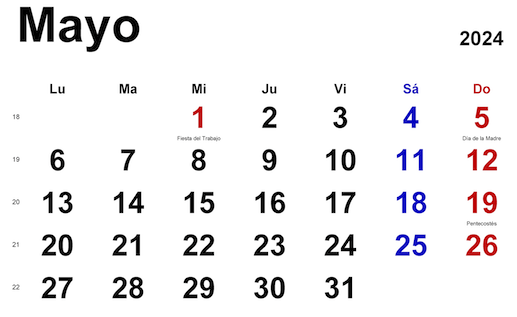 Mayo
2024
Lu Ma Mi Ju Vi Sá Do
18 1 2 3 4 5
Fiesta del Trabajo Día de la Madre
19 6 7 8 9 10 11 12
20 13 14 15 16 17 18 19
Pentecostés
21 20 21 22 23 24 25 26
22 27 28 29 30 31